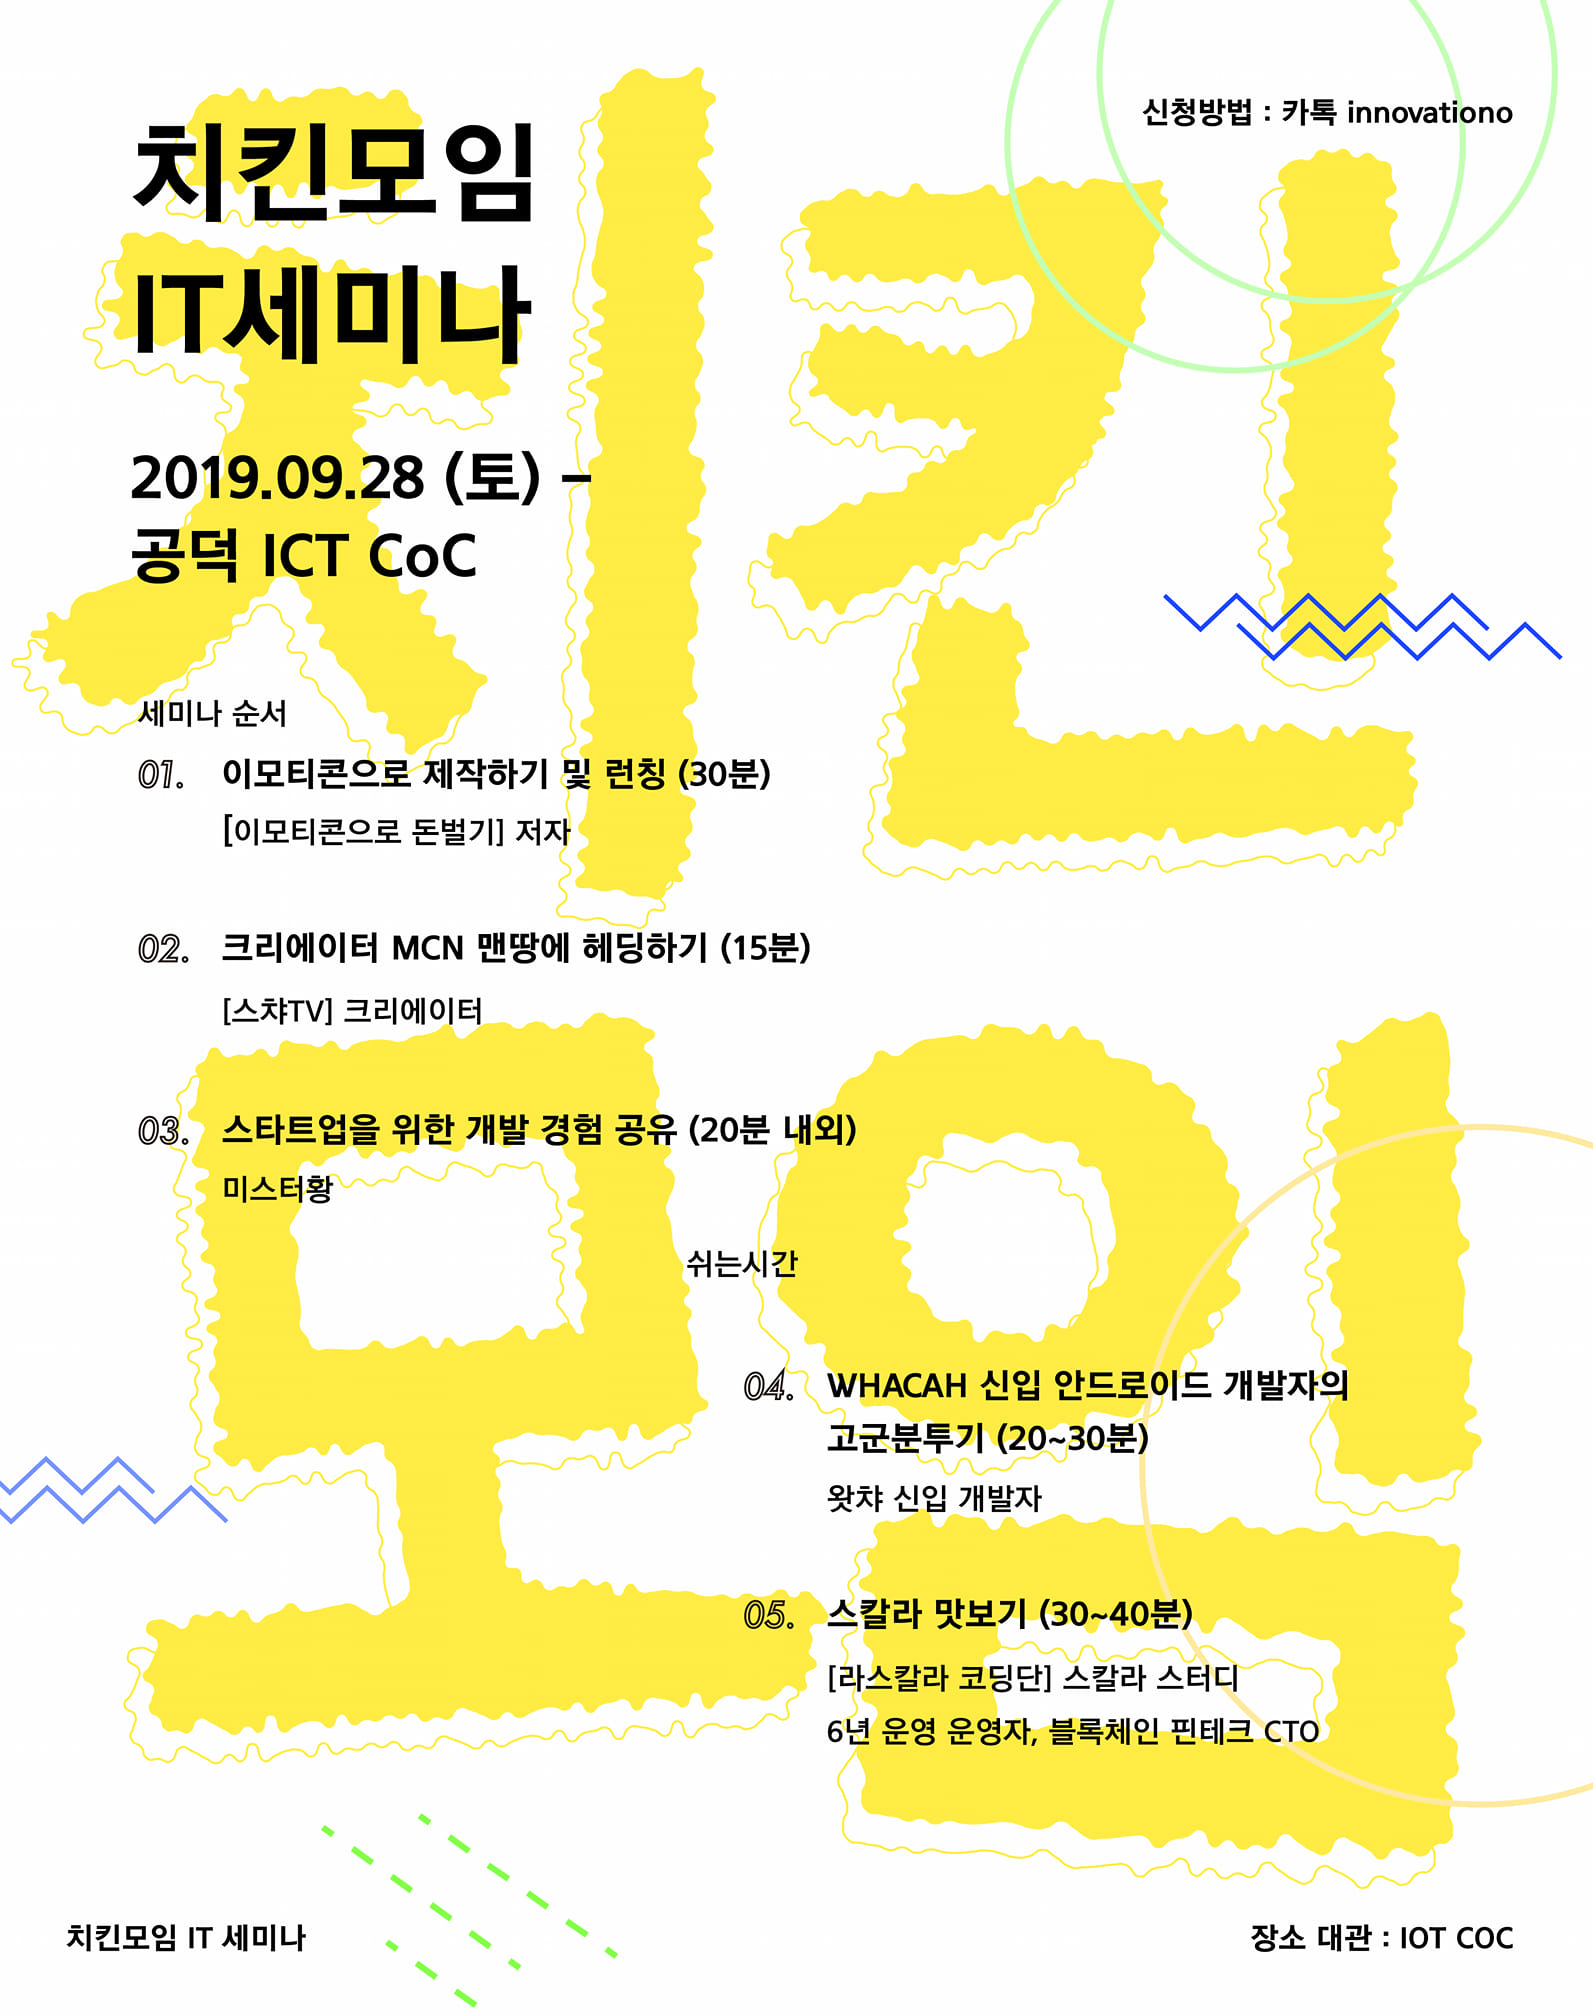 신청방법 : 카톡 innovationo
치킨모임
IT세미나
2019.09.28 (토) –
공덕 ICT CoC
세미나 순서
01. 이모티콘으로 제작하기 및 런칭 (30분)
[이모티콘으로 돈벌기] 저자
02. 크리에이터 MCN 맨땅에 헤딩하기 (15분)
[스챠TV] 크리에이터
03. 스타트업을 위한 개발 경험 공유 (20분 내외)
미스터황
쉬는시간
04. WHACAH 신입 안드로이드 개발쟈의
고군분투기 (20~30분)
왓챠 신입 개발자
05. 스칼라 맛보기 (30~40분)
[라스칼라 코딩단] 스칼라 스터디
6년 운영 운영자, 블록체인 핀테크 CTO
치킨모임 IT 세미나
장소 대관 : IOT COC
치킨
모임